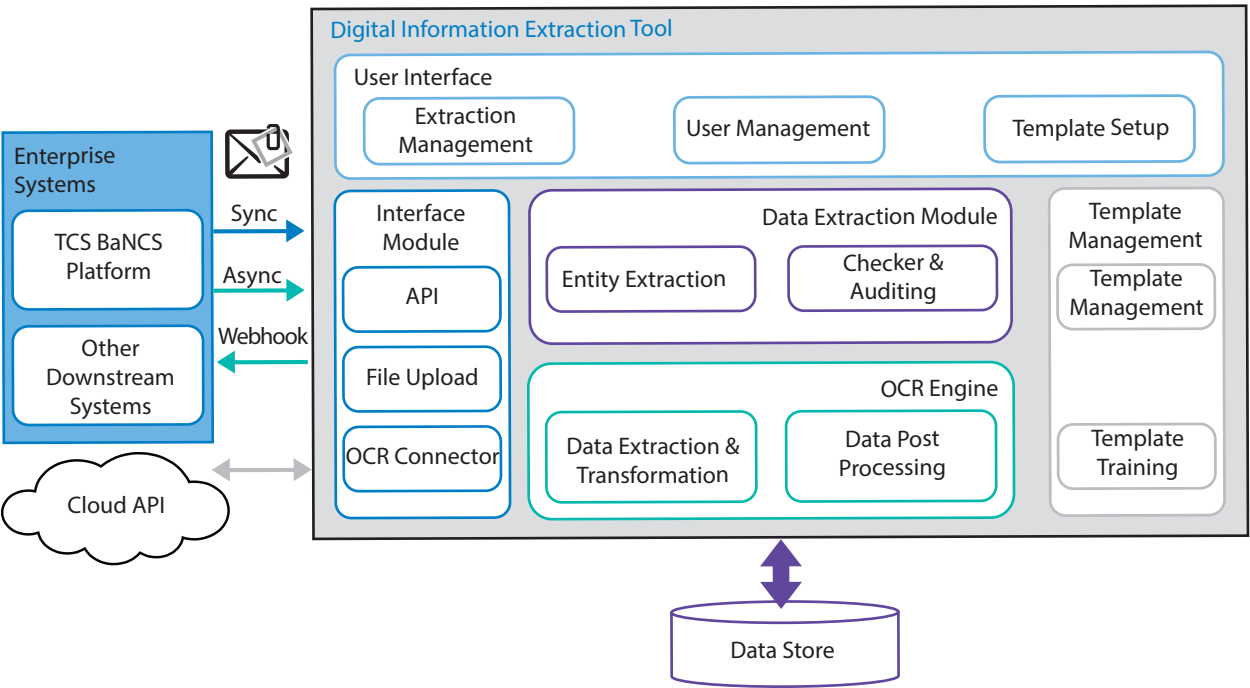 Digital Information Extraction Tool
User Interface
Extraction
Management
User Management
Template Setup
Enterprise
Systems
TCS BaNCS
Platform
Other
Downstream
Systems
Sync
Async
Webhook
Cloud API
Interface
Module
API
File Upload
OCR Connector
Data Extraction Module
Entity Extraction
Checker &
Auditing
OCR Engine
Data Extraction &
Transformation
Data Post
Processing
Template
Management
Template
Management
Template
Training
Data Store